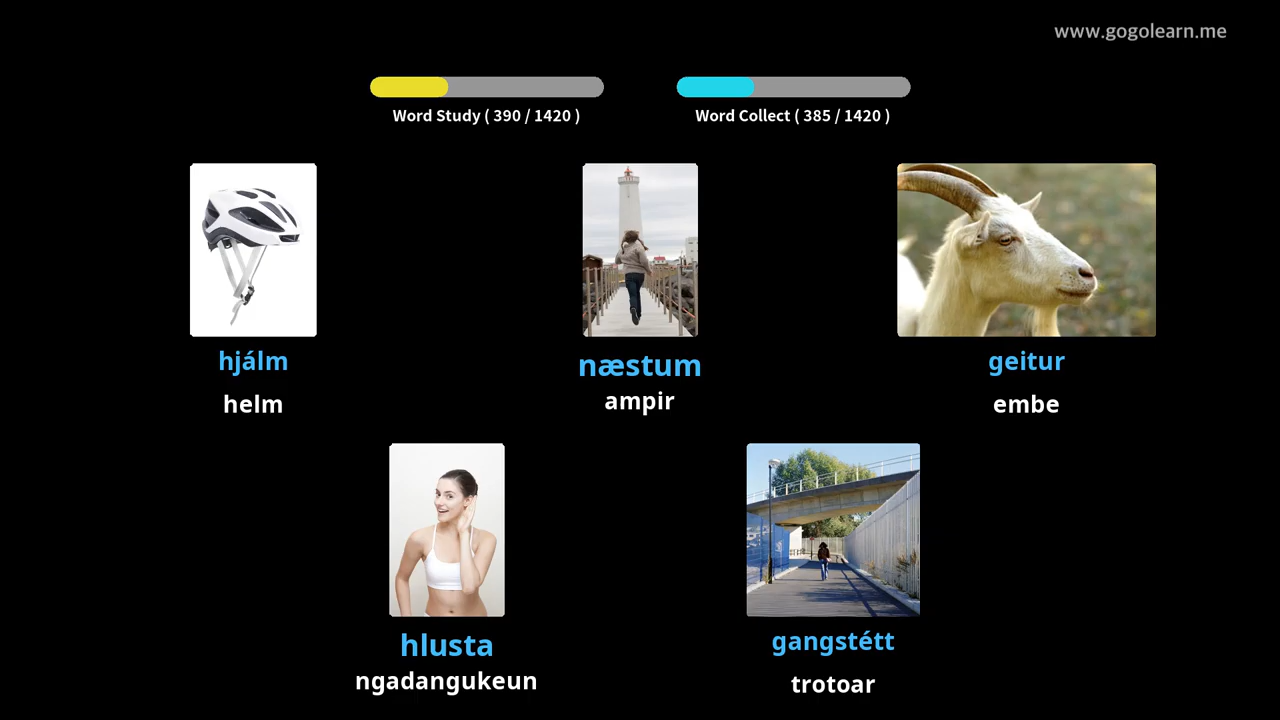 www.gogolearn.me
Word Study ( 390 / 1420 )
Word Collect ( 385 / 1420 )
hjálm
helm
næstum
ampir
geitur
embe
hlusta
ngadangukeun
gangstétt
trotoar